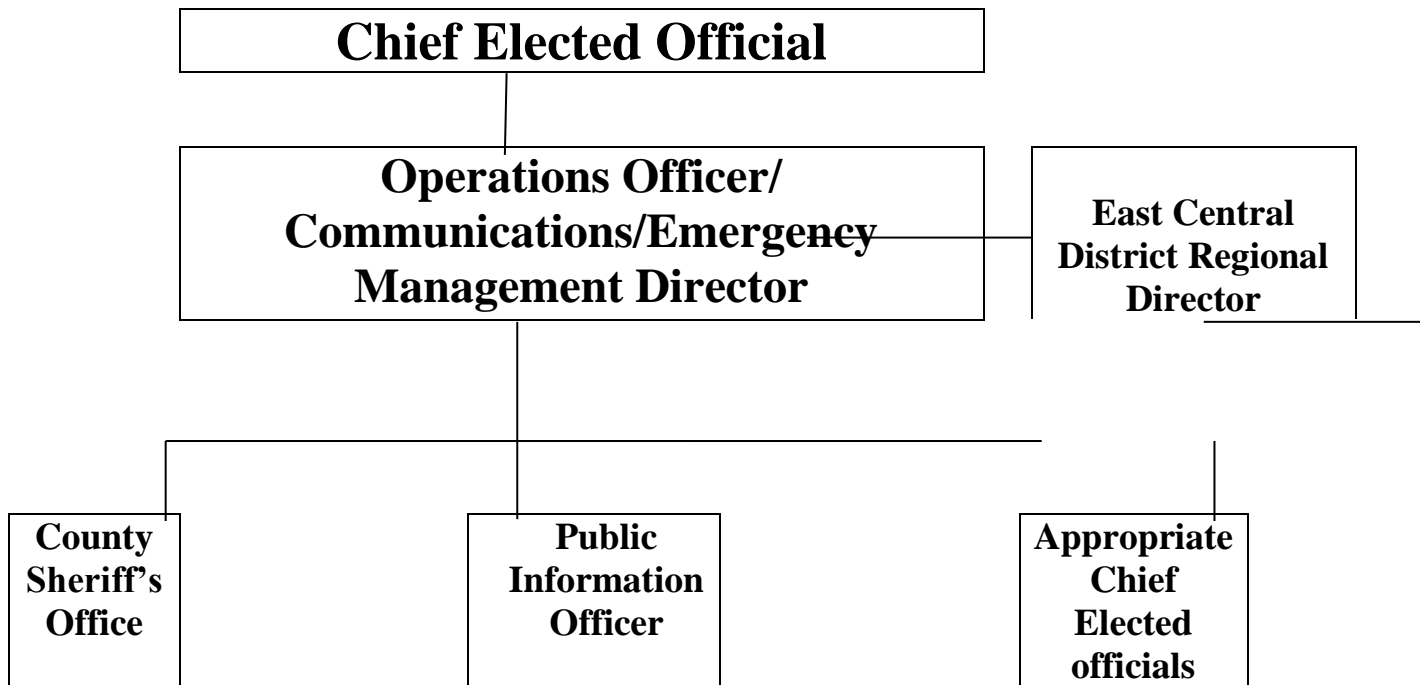 Chief Elected Official
Operations Officer/
Communications/Emergency
Management Director
East Central
District Regional
Director
County
Sheriff’s
Office
Public
Information
Officer
Appropriate
Chief
Elected
officials